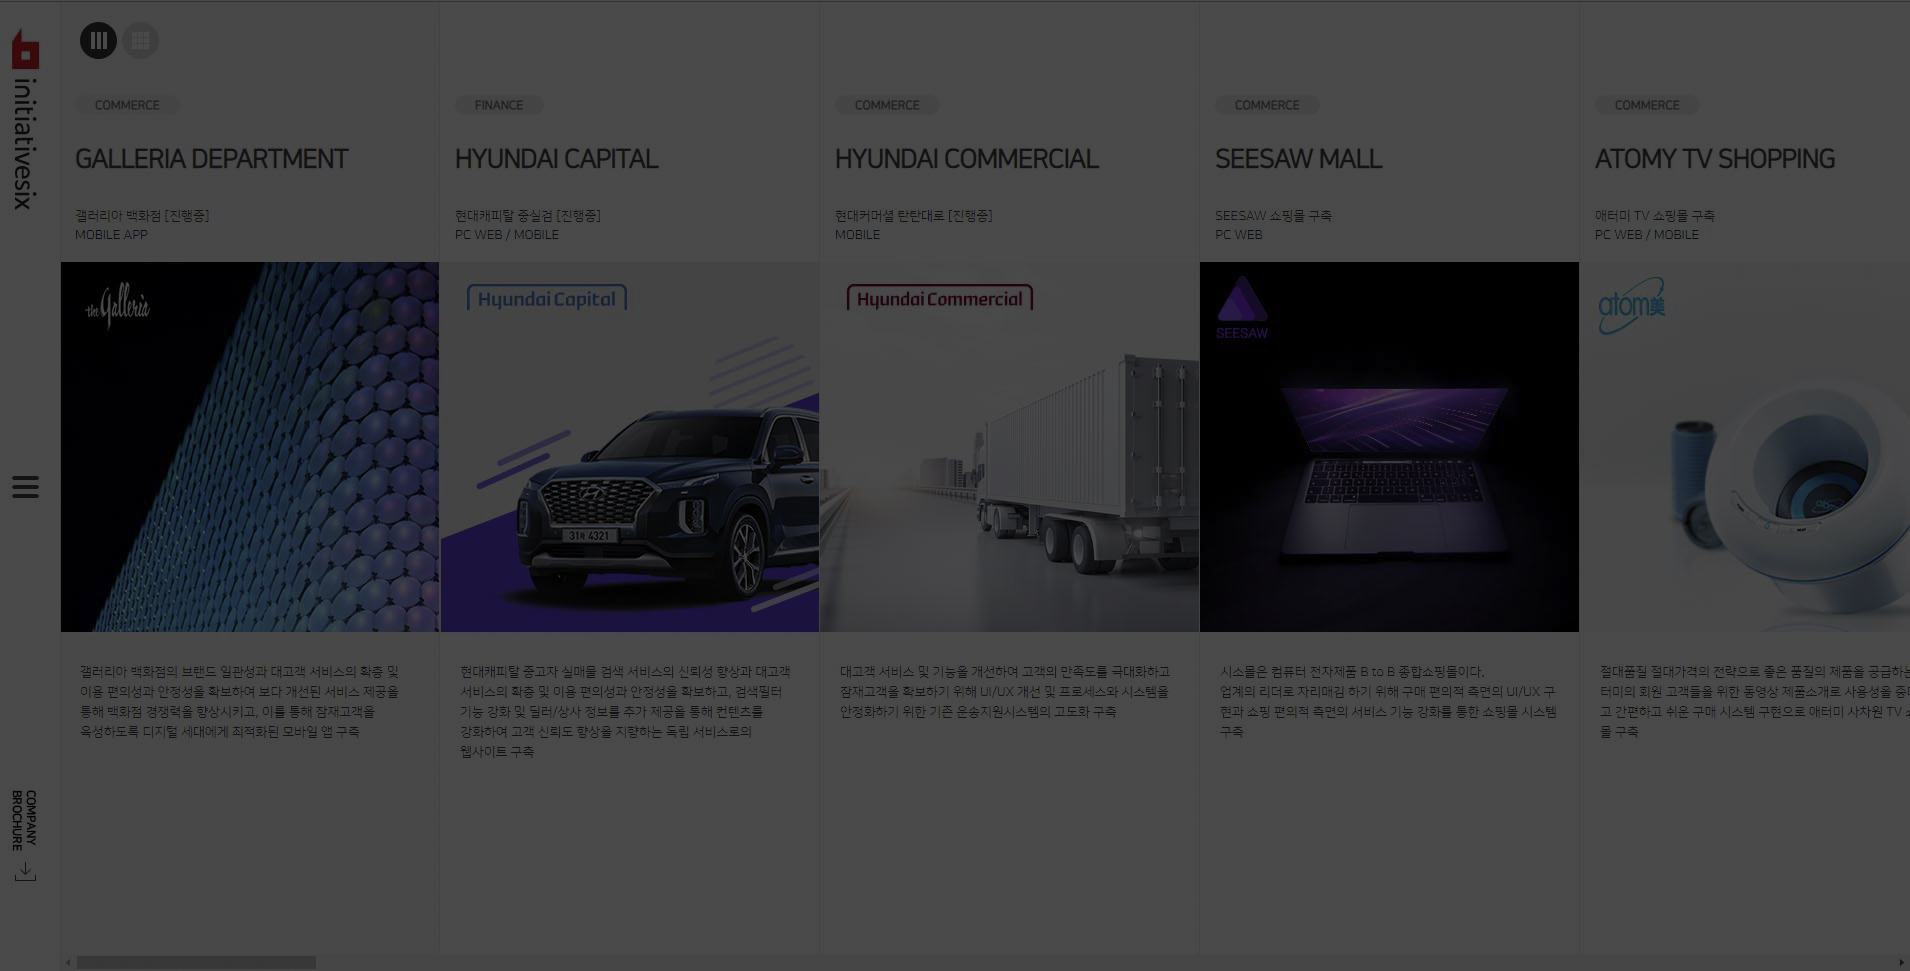 initiativesix
COMPANY
BROCHURE
COMMERCE
GALLERIA DEPARTMENT
갤러리아 백화점 [진행중]
MOBILE APP
the Galleria
갤러리아 백화점의 브랜드 일관성과 대고객 서비스의 확충 및
이용 편의성과 안정성을 확보하여 보다 개선된 서비스 제공을
통해 백화점 경쟁력을 향상시키고, 이를 통해 잠재고객을
육성하도록 디지털 세대에게 최적화된 모바일 앱 구축
FINANCE
HYUNDAI CAPITAL
현대캐피탈 중실검 [진행중]
PC WEB / MOBILE
Hyundai Capital
현대캐피탈 중고차 실매물 검색 서비스의 신뢰성 향상과 대고객
서비스의 확충 및 이용 편의성과 안정성을 확보하고, 검색필터
기능 강화 및 딜러/상사 정보를 추가 제공을 통해 컨텐츠를
강화하여 고객 신뢰도 향상을 지향하는 독립 서비스로의
웹사이트 구축
COMMERCE
HYUNDAI COMMERCIAL
현대커머셜 탄탄대로 [진행중]
MOBILE
Hyundai Commercial
대고객 서비스 및 기능을 개선하여 고객의 만족도를 극대화하고
잠재고객을 확보하기 위해 UI/UX 개선 및 프로세스와 시스템을
안정화하기 위한 기존 운송지원시스템의 고도화 구축
COMMERCE
SEESAW MALL
SEESAW 쇼핑몰 구축
PC WEB
SEESAW
시소몰은 컴퓨터 전자제품 B to B 종합쇼핑몰이다.
업계의 리더로 자리매김 하기 위해 구매 편의적 측면의 UI/UX 구
현과 쇼핑 편의적 측면의 서비스 기능 강화를 통한 쇼핑몰 시스템
구축
COMMERCE
ATOMY TV SHOPPING
애터미 TV 쇼핑몰 구축
PC WEB / MOBILE
atom美
절대품질 절대가격의 전략으로 좋은 품질의 제품을 공급하는
터미의 회원 고객들을 위한 동영상 제품소개로 사용성을
고 간편하고 쉬운 구매 시스템 구현으로 애터미 사차원 TV
몰 구축